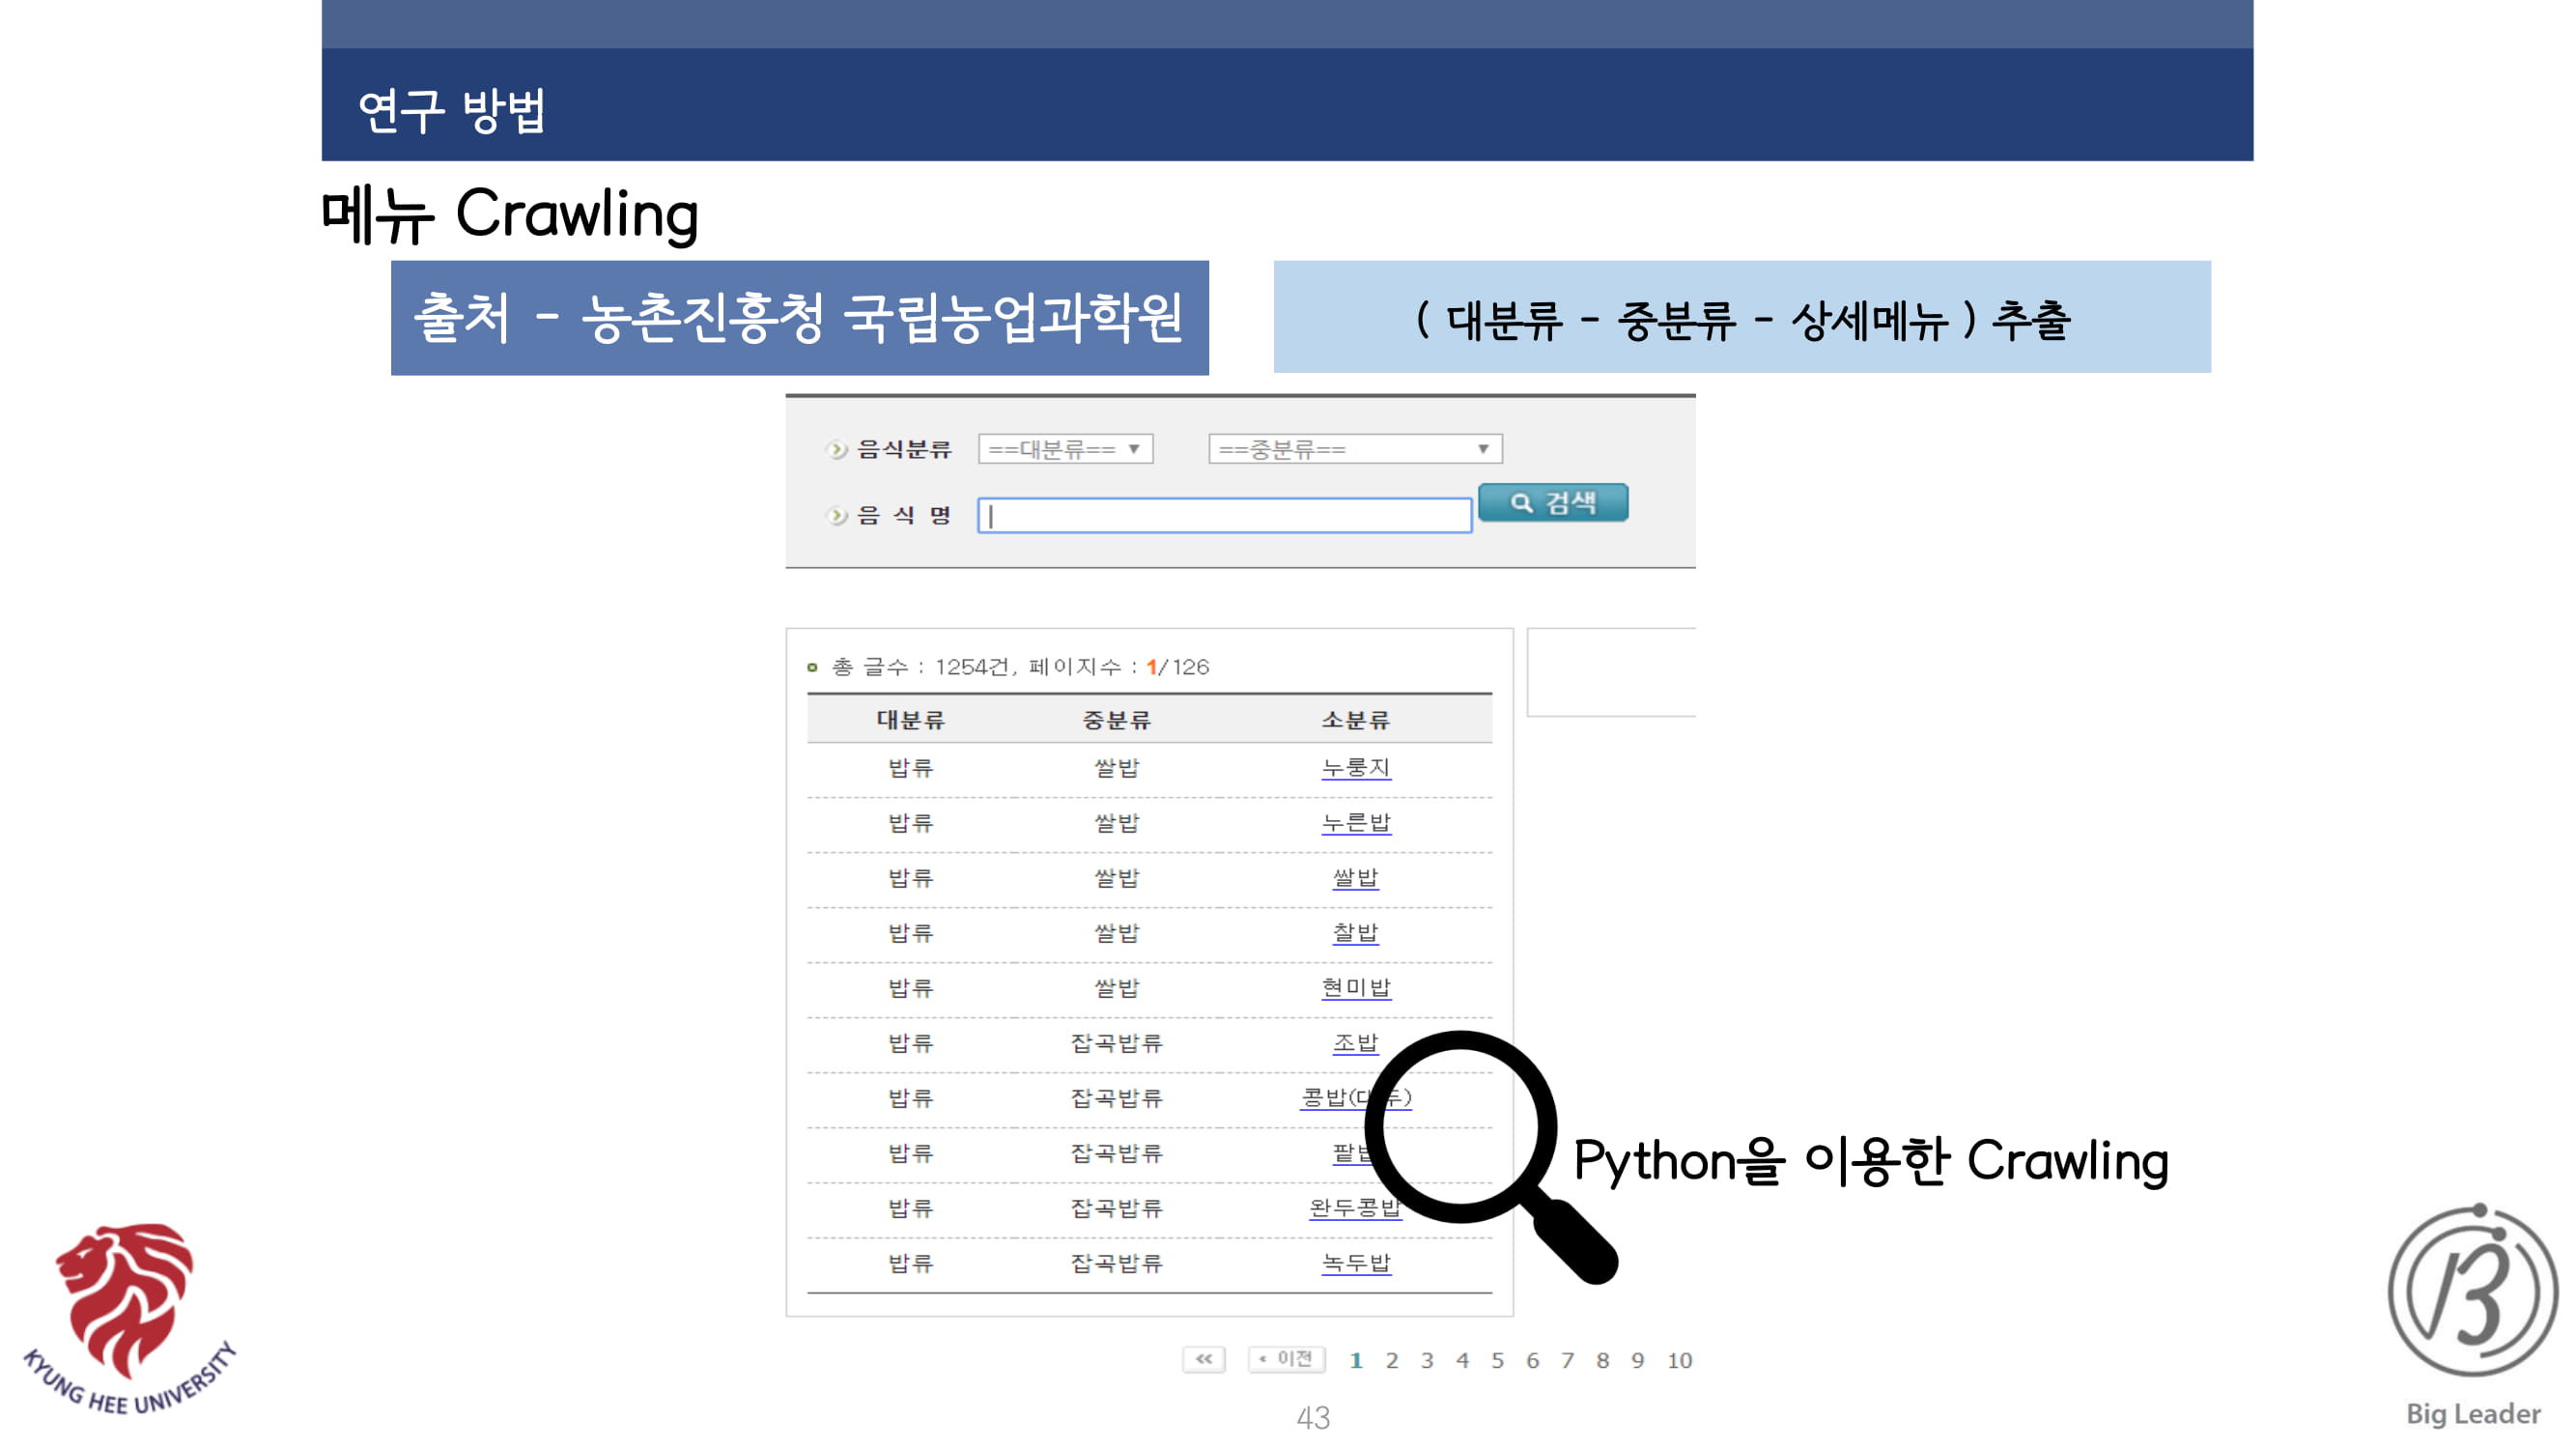 연구 방법
메뉴 Crawling
출처 - 농촌진흥청 국립농업과학원
( 대분류 - 중분류 - 상세메뉴 ) 추출
음식분류 ==대분류== ▼ ==중분류== ▼
음 식 명 검색
총 글수 : 1254건, 페이지수 : 1/126
대분류 중분류 소분류
밥류 쌀밥 누룽지
밥류 쌀밥 누른밥
밥류 쌀밥 쌀밥
밥류 쌀밥 찰밥
밥류 쌀밥 현미밥
밥류 잡곡밥류 조밥
밥류 잡곡밥류
밥류 잡곡밥류
밥류 잡곡밥류 완두콩밥
밥류 잡곡밥류 녹두밥
Python을 이용한 Crawling
« ‹ 이전 1 2 3 4 5 6 7 8 9 10
43
KYUNG HEE UNIVERSITY
Big Leader